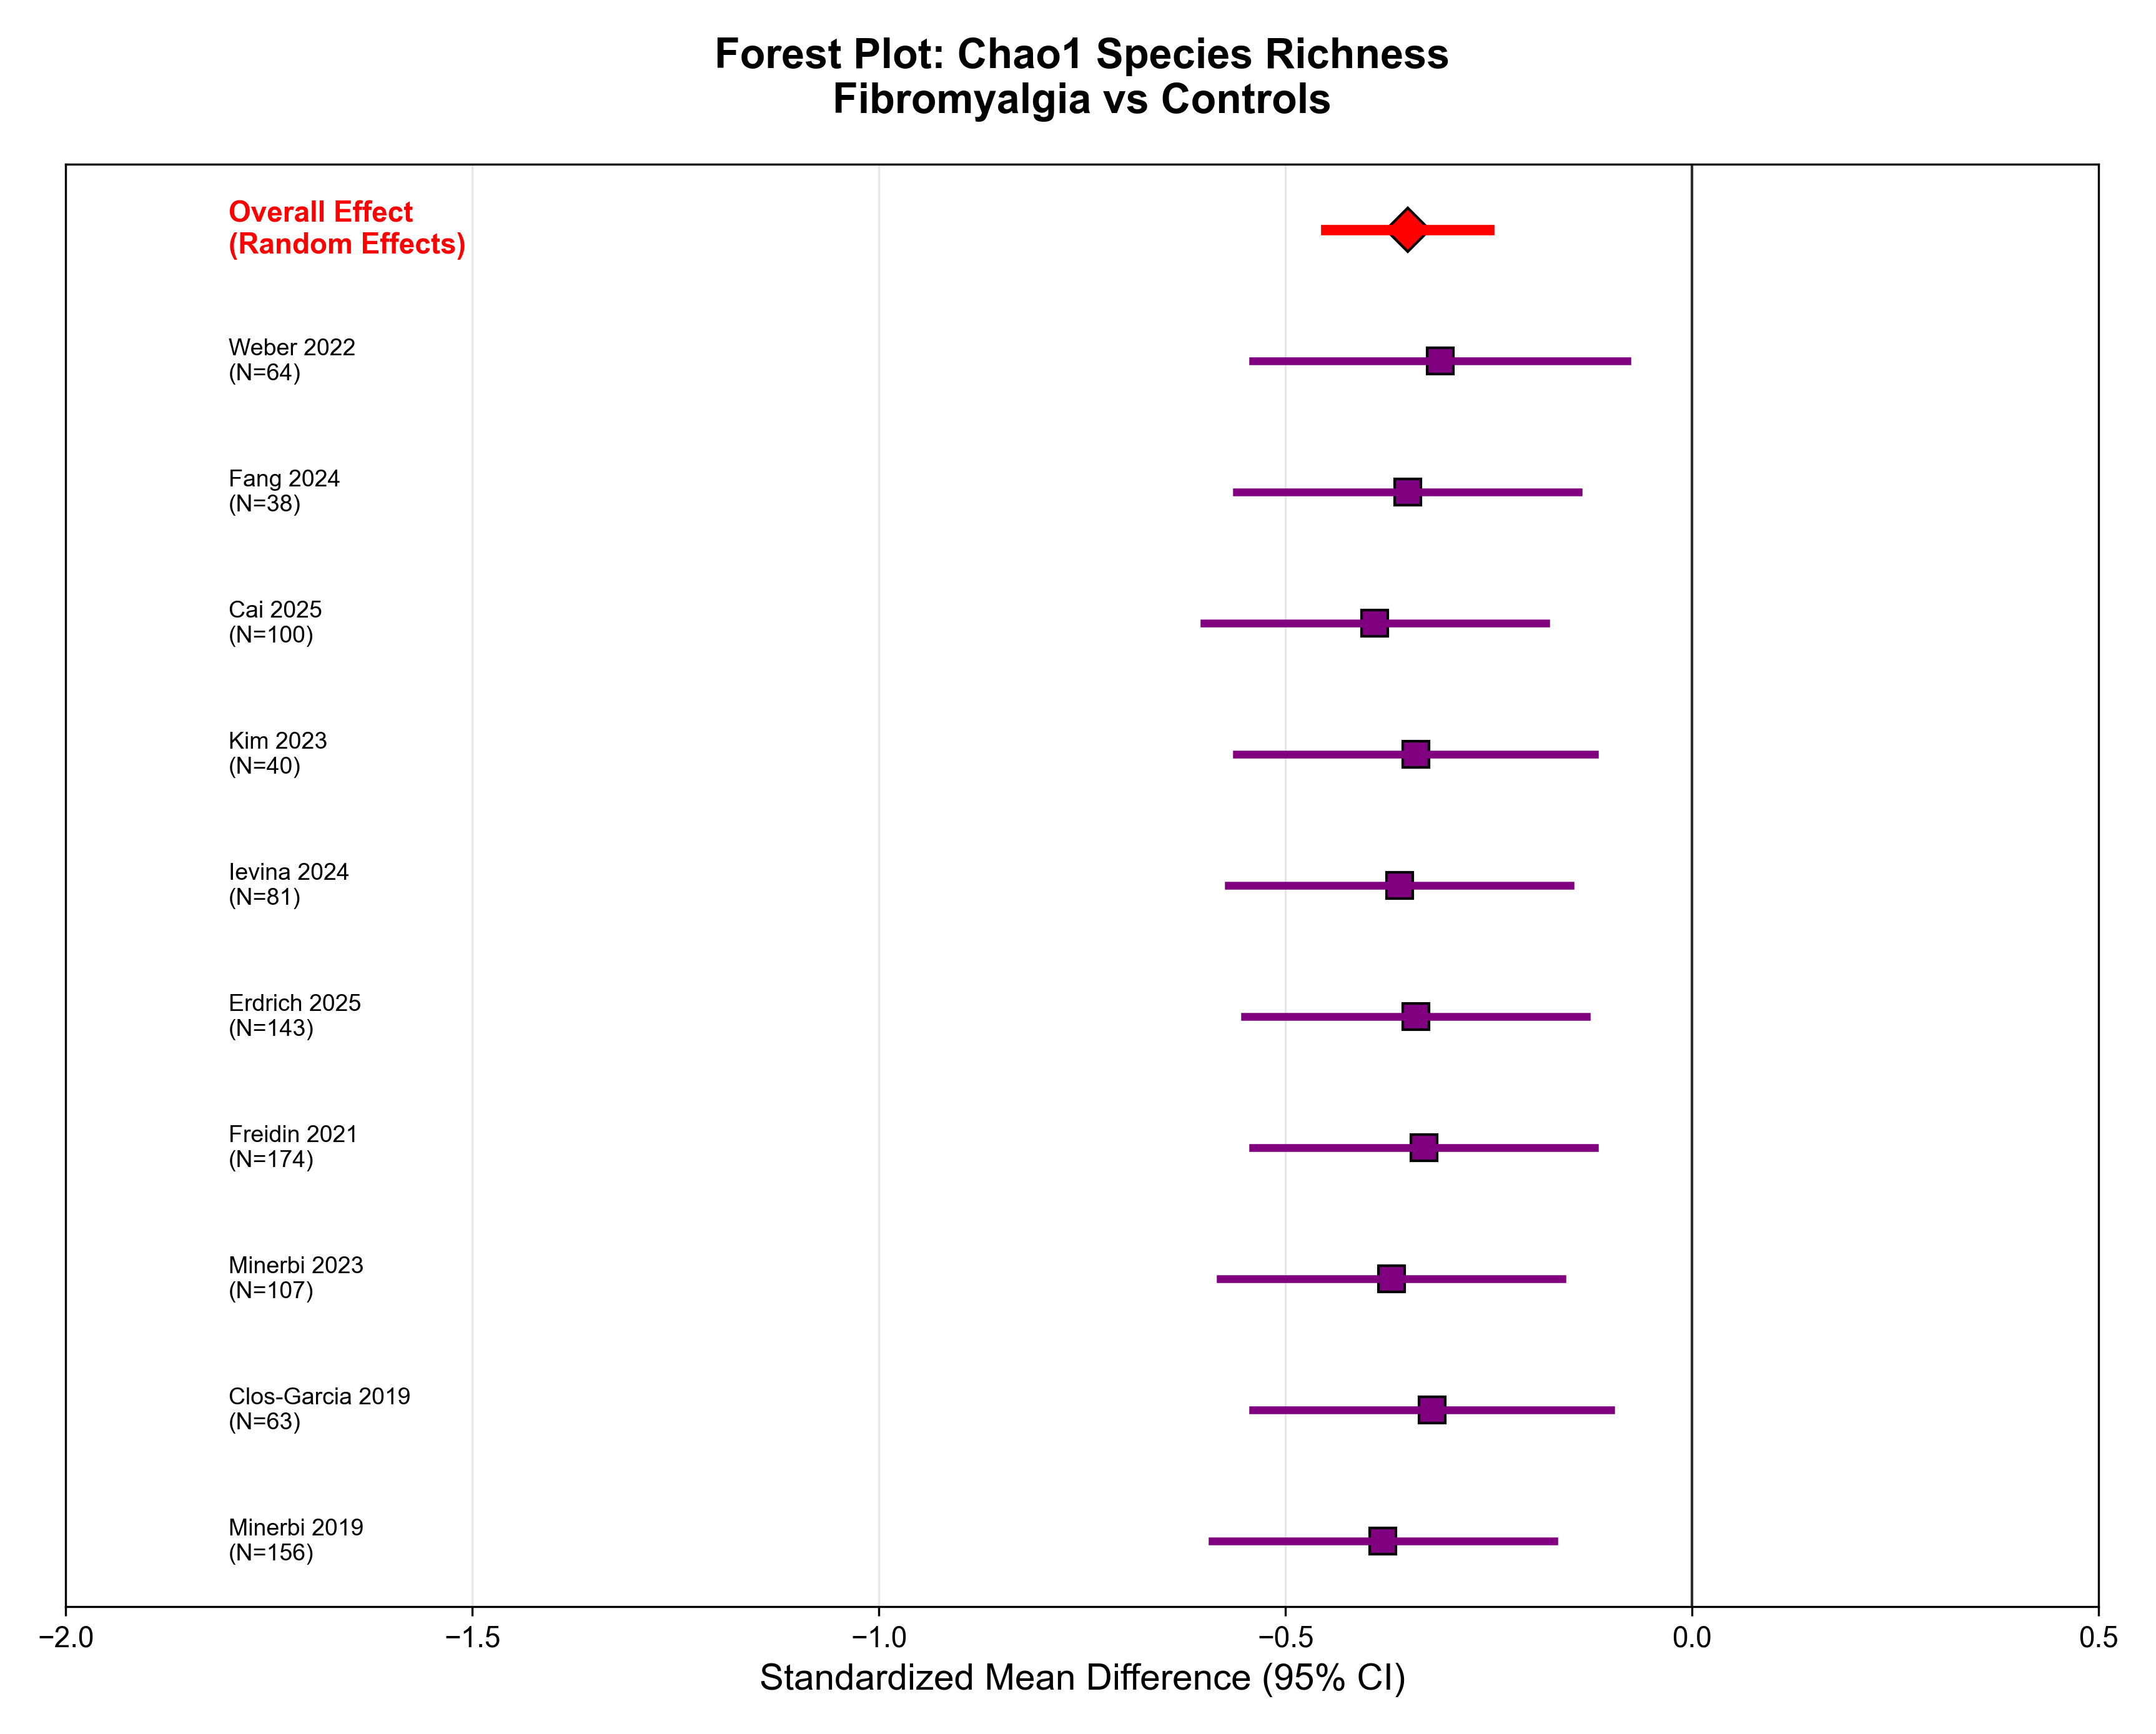 Forest Plot: Chao1 Species Richness
Fibromyalgia vs Controls
Overall Effect
(Random Effects)
Weber 2022
(N=64)
Fang 2024
(N=38)
Cai 2025
(N=100)
Kim 2023
(N=40)
Ievina 2024
(N=81)
Erdrich 2025
(N=143)
Freidin 2021
(N=174)
Minerbi 2023
(N=107)
Clos-Garcia 2019
(N=63)
Minerbi 2019
(N=156)
−2.0 −1.5 −1.0 −0.5 0.0 0.5
Standardized Mean Difference (95% CI)